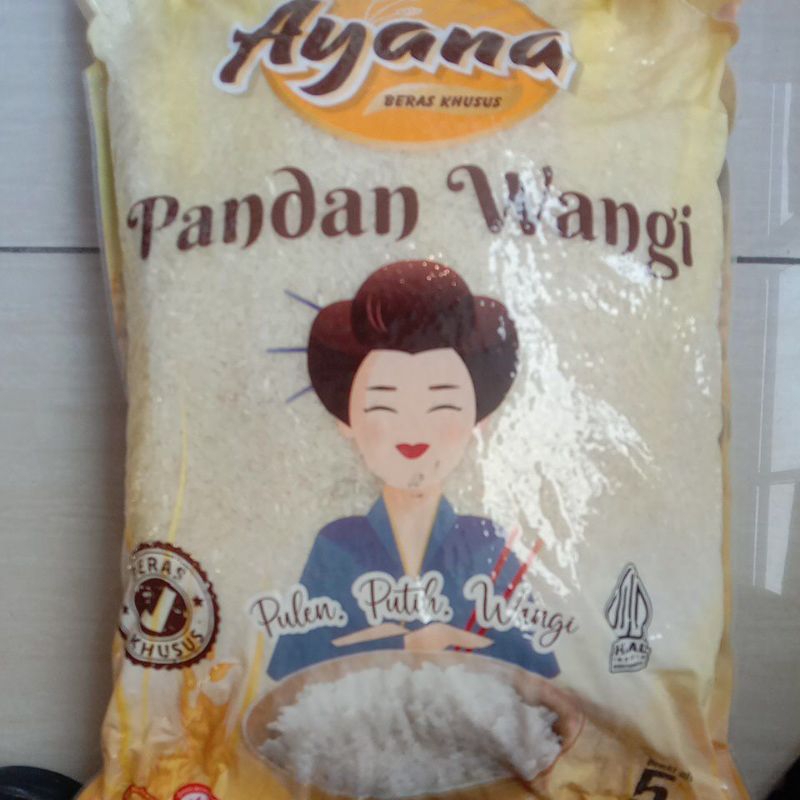 Ayana
BERAS KHUSUS
Pandan Wangi
BERAS
KHUSUS
Pulen, Putih, Wangi
5